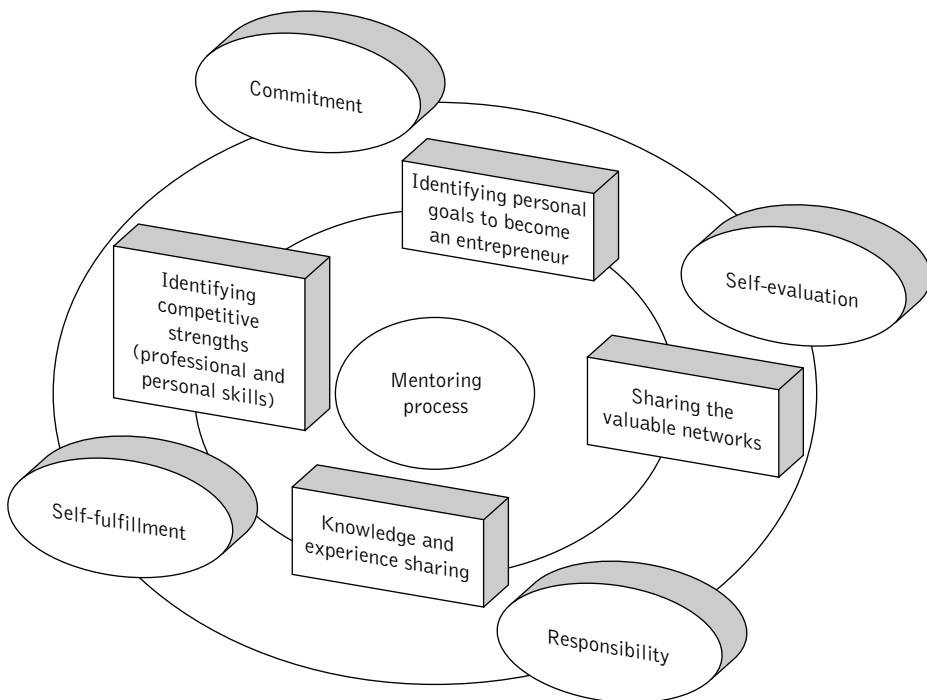 Commitment
Identifying personal
goals to become
an entrepreneur
Self-evaluation
Identifying
competitive
strengths
(professional and
personal skills)
Mentoring
process
Sharing the
valuable networks
Self-fulfillment
Knowledge and
experience sharing
Responsibility